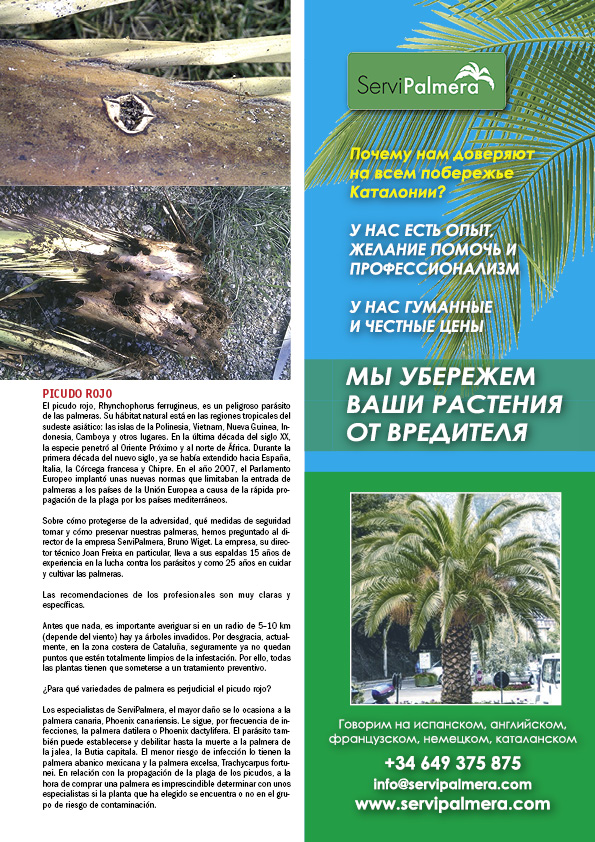 PICUDO ROJO
El picudo rojo, Rhynchophorus ferrugineus, es un peligroso parásito
de las palmeras. Su hábitat natural está en las regiones tropicales del
sudeste asiático: las islas de la Polinesia, Vietnam, Nueva Guinea, In-
donesia, Camboya y otros lugares. En la última década del siglo XX,
la especie penetró al Oriente Próximo y al norte de África. Durante la
primera década del nuevo siglo, ya se había extendido hacia España,
Italia, la Córcega francesa y Chipre. En el año 2007, el Parlamento
Europeo implantó unas nuevas normas que limitaban la entrada de
palmeras a los países de la Unión Europea a causa de la rápida pro-
pagación de la plaga por los países mediterráneos.
Sobre cómo protegerse de la adversidad, qué medidas de seguridad
tomar y cómo preservar nuestras palmeras, hemos preguntado al di-
rector de la empresa ServiPalmera, Bruno Wiget. La empresa, su direc-
tor técnico Joan Freixa en particular, lleva a sus espaldas 15 años de
experiencia en la lucha contra los parásitos y como 25 años en cuidar
y cultivar las palmeras.
Las recomendaciones de los profesionales son muy claras y
específicas.
Antes que nada, es importante averiguar si en un radio de 5–10 km
(depende del viento) hay ya árboles invadidos. Por desgracia, actual-
mente, en la zona costera de Cataluña, seguramente ya no quedan
puntos que estén totalmente limpios de la infestación. Por ello, todas
las plantas tienen que someterse a un tratamiento preventivo.
¿Para qué variedades de palmera es perjudicial el picudo rojo?
Los especialistas de ServiPalmera, el mayor daño se lo ocasiona a la
palmera canaria, Phoenix canariensis. Le sigue, por frecuencia de in-
fecciones, la palmera datilera o Phoenix dactylifera. El parásito tam-
bién puede establecerse y debilitar hasta la muerte a la palmera de
la jalea, la Butia capitala. El menor riesgo de infección lo tienen la
palmera abanico mexicana y la palmera excelsa, Trachycarpus fortu-
nei. En relación con la propagación de la plaga de los picudos, a la
hora de comprar una palmera es imprescindible determinar con unos
especialistas si la planta que ha elegido se encuentra o no en el gru-
po de riesgo de contaminación.
ServiPalmera
Почему нам доверяют
на всем побережье
Каталонии?
У НАС ЕСТЬ ОПЫТ,
ЖЕЛАНИЕ ПОМОЧЬ И
ПРОФЕССИОНАЛИЗМ
У НАС ГУМАННЫЕ
И ЧЕСТНЫЕ ЦЕНЫ
МЫ УБЕРЕЖЕМ
ВАШИ РАСТЕНИЯ
ОТ ВРЕДИТЕЛЯ
Говорим на испанском, английском,
французском, немецком, каталанском
+34 649 375 875
info@servipalmera.com
www.servipalmera.com